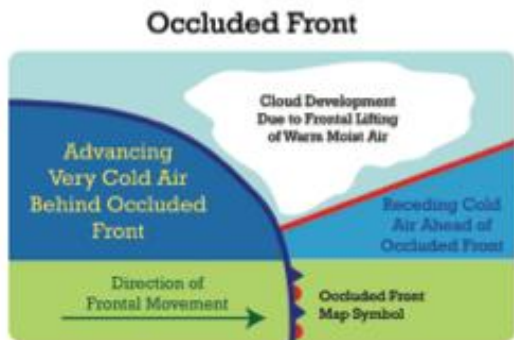 Occluded Front
Cloud Development
Due to Frontal Lifting
of Warm Moist Air
Advancing
Very Cold Air
Behind Occluded
Front
Receding Cold
Air Ahead of
Occluded Front
Direction of
Frontal Movement
Occluded Front
Map Symbol